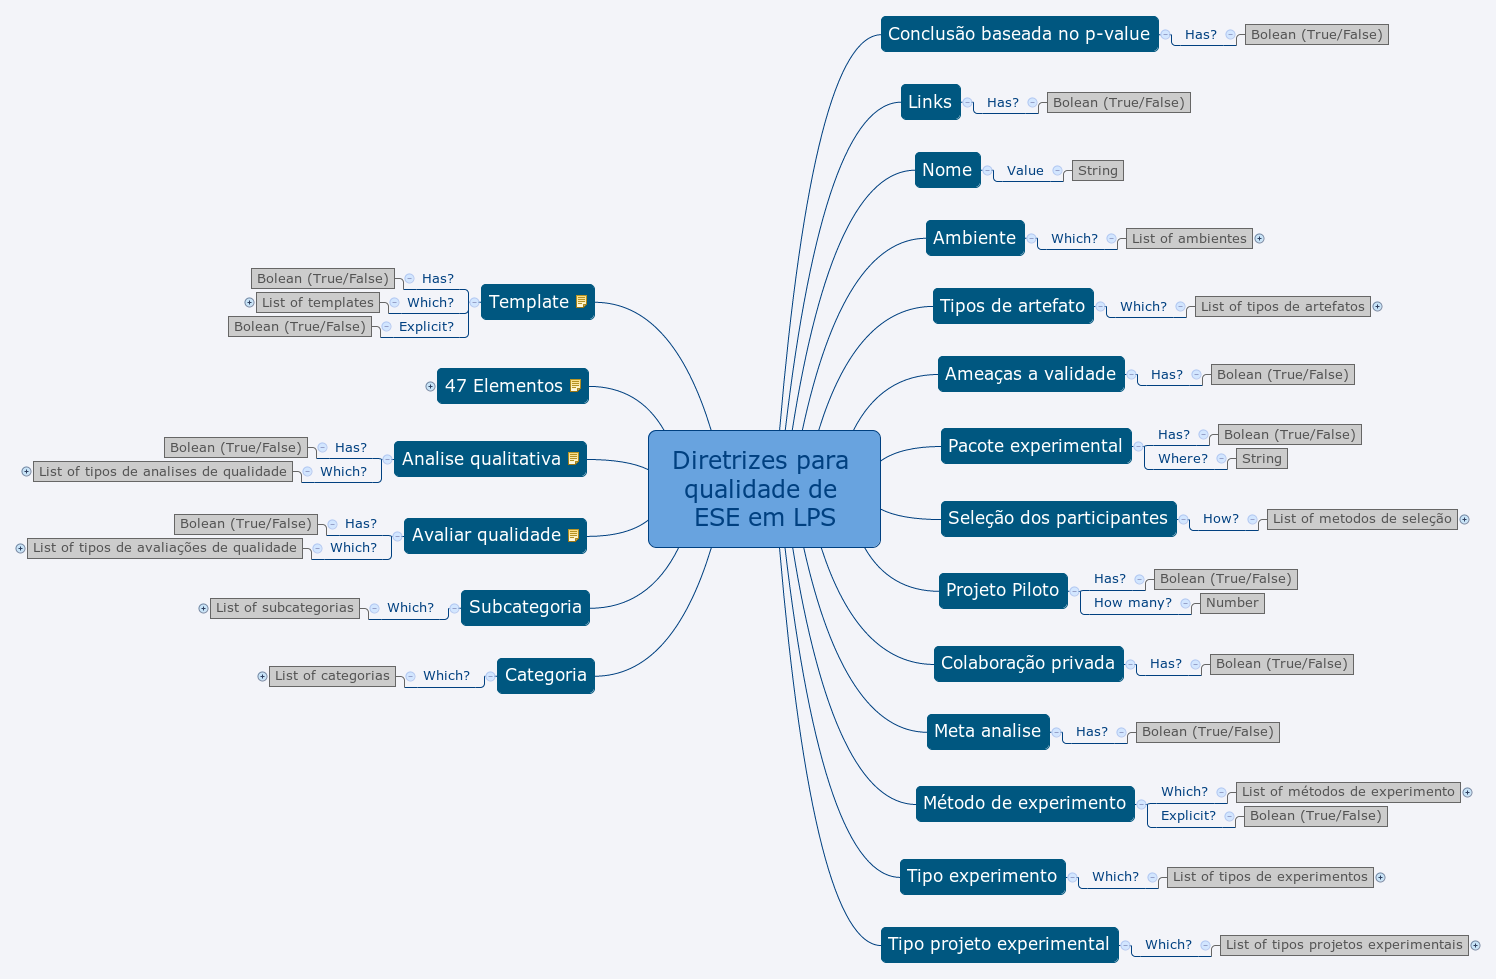 Diretrizes para
qualidade de
ESE em LPS
Conclusão baseada no p-value
Has?
Bolean (True/False)
Links
Has?
Bolean (True/False)
Nome
Value
String
Ambiente
Which?
List of ambientes
Tipos de artefato
Which?
List of tipos de artefatos
Ameaças a validade
Has?
Bolean (True/False)
Pacote experimental
Has?
Bolean (True/False)
Where?
String
Seleção dos participantes
How?
List of metodos de seleção
Projeto Piloto
Has?
Bolean (True/False)
How many?
Number
Colaboração privada
Has?
Bolean (True/False)
Meta analise
Has?
Bolean (True/False)
Método de experimento
Which?
List of métodos de experimento
Explicit?
Bolean (True/False)
Tipo experimento
Which?
List of tipos de experimentos
Tipo projeto experimental
Which?
List of tipos projetos experimentais
Template
Has?
Bolean (True/False)
Which?
List of templates
Explicit?
Bolean (True/False)
47 Elementos
Analise qualitativa
Has?
Bolean (True/False)
Which?
List of tipos de analises de qualidade
Avaliar qualidade
Has?
Bolean (True/False)
Which?
List of tipos de avaliações de qualidade
Subcategoria
Which?
List of subcategorias
Categoria
Which?
List of categorias